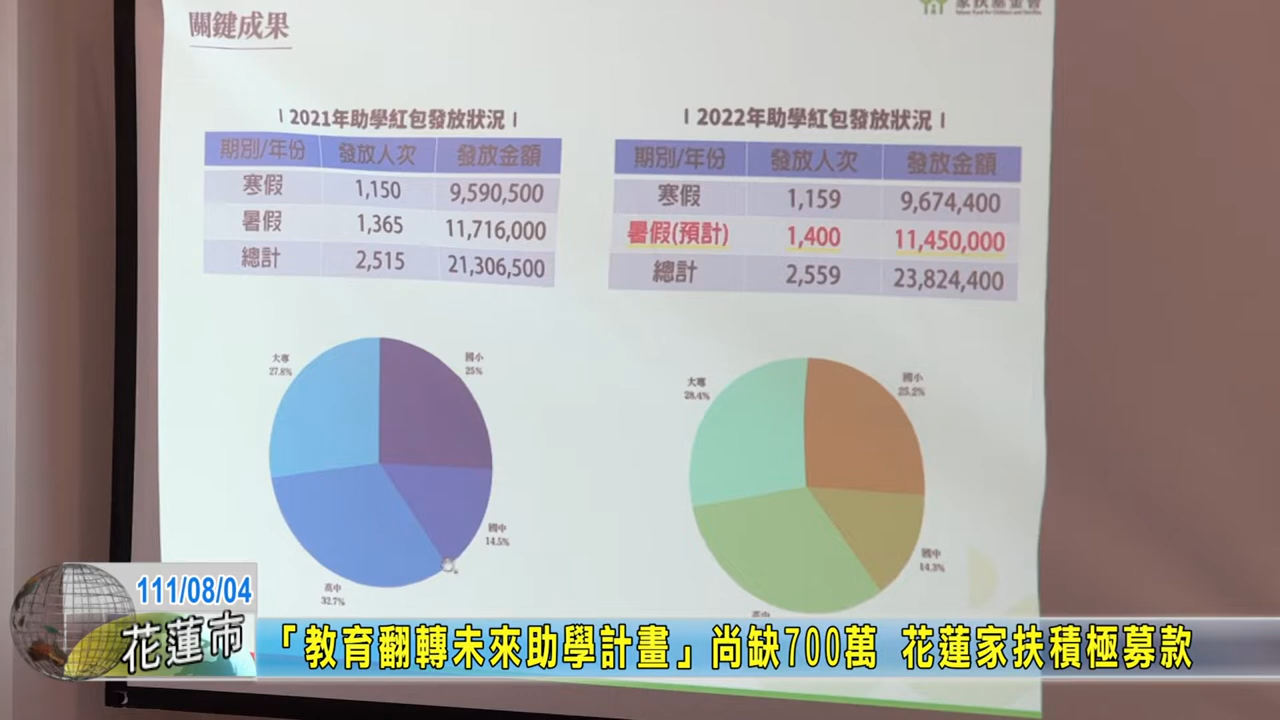 關鍵成果
家扶基金會
2021年助學紅包發放狀況
期別/年份 發放人次 發放金額
寒假 1,150 9,590,500
暑假 1,365 11,716,000
總計 2,515 21,306,500
2022年助學紅包發放狀況
期別/年份 發放人次 發放金額
寒假 1,159 9,674,400
暑假(預計) 1,400 11,450,000
總計 2,559 23,824,400
大專
27.8%
國小
25%
國中
14.5%
高中
32.7%
大專
28.4%
國小
25.2%
國中
14.3%
111/08/04
花蓮市
「教育翻轉未來助學計畫」尚缺700萬 花蓮家扶積極募款